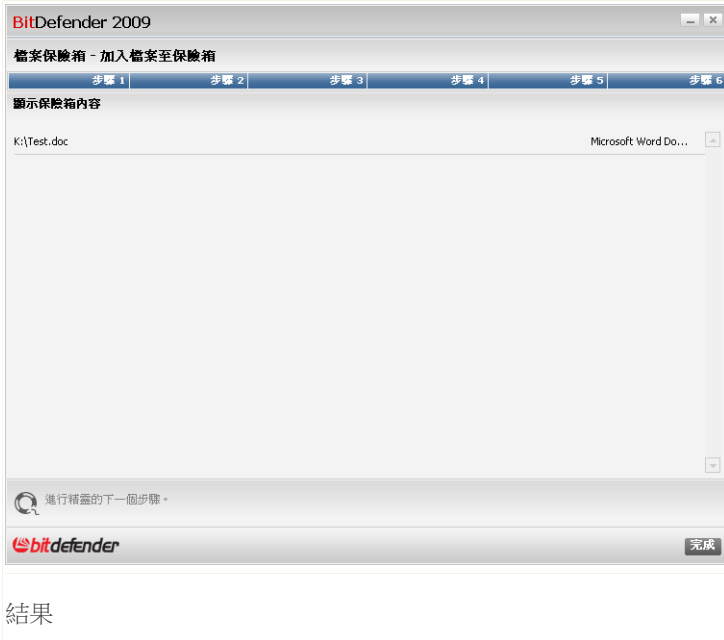 BitDefender 2009
檔案保險箱 - 加入檔案至保險箱
步驟 1 步驟 2 步驟 3 步驟 4 步驟 5 步驟 6
顯示保險箱內容
K:\Test.doc Microsoft Word Do...
進行精靈的下一個步驟。
bitdefender
完成
結果